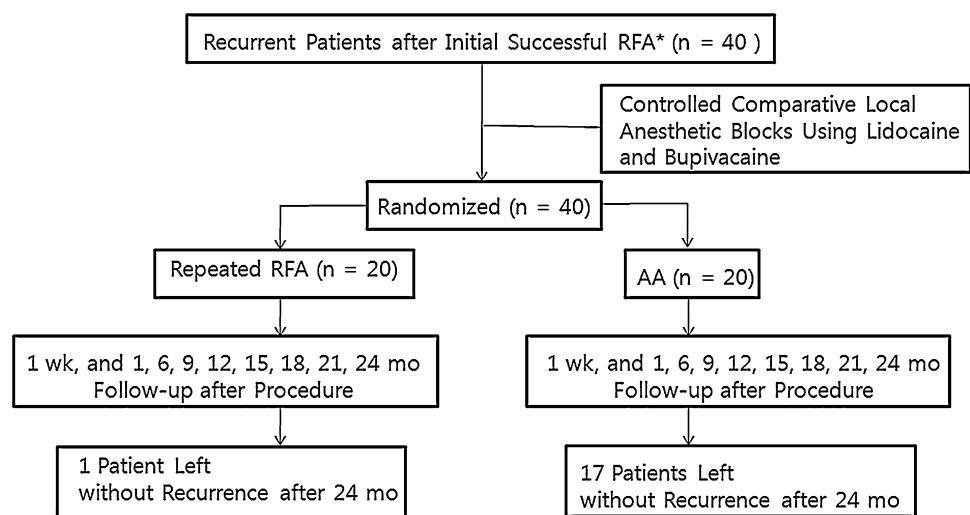 Recurrent Patients after Initial Successful RFA* (n = 40 )
Controlled Comparative Local
Anesthetic Blocks Using Lidocaine
and Bupivacaine
Randomized (n = 40)
Repeated RFA (n = 20)
AA (n = 20)
1 wk, and 1, 6, 9, 12, 15, 18, 21, 24 mo
Follow-up after Procedure
1 wk, and 1, 6, 9, 12, 15, 18, 21, 24 mo
Follow-up after Procedure
1 Patient Left
without Recurrence after 24 mo
17 Patients Left
without Recurrence after 24 mo